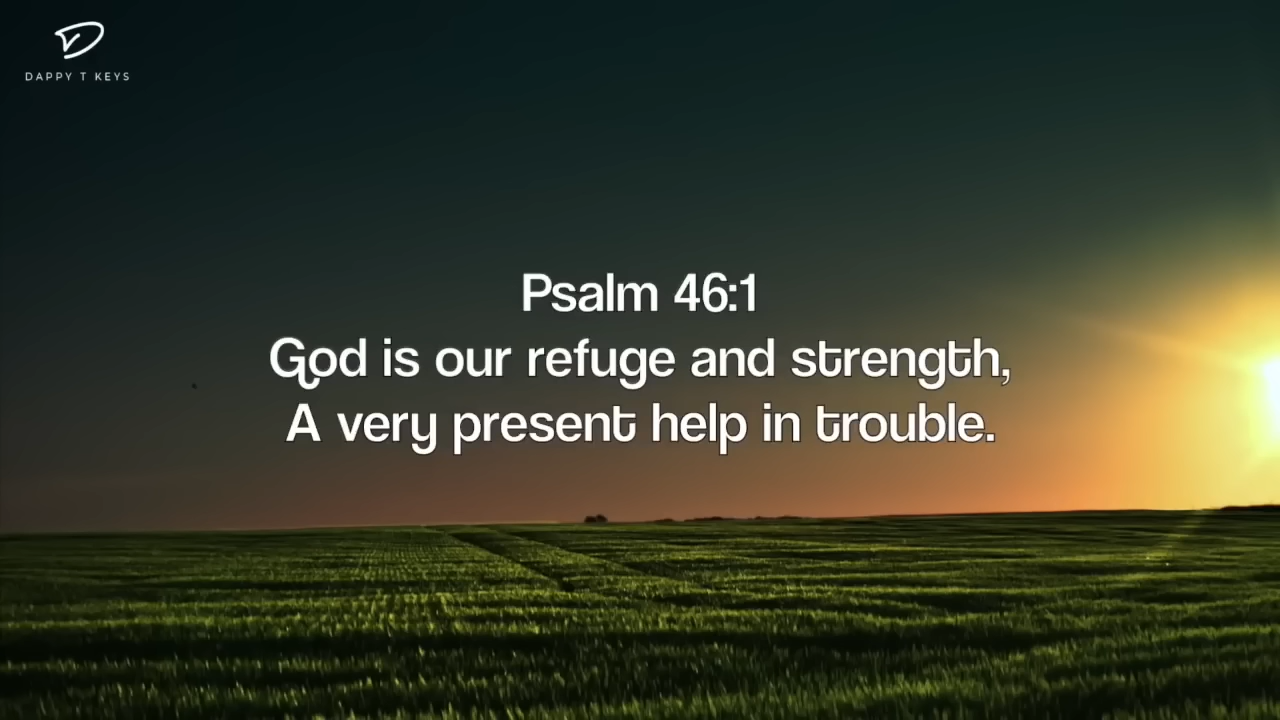 DAPPY T KEYS
Psalm 46:1
God is our refuge and strength,
A very present help in trouble.